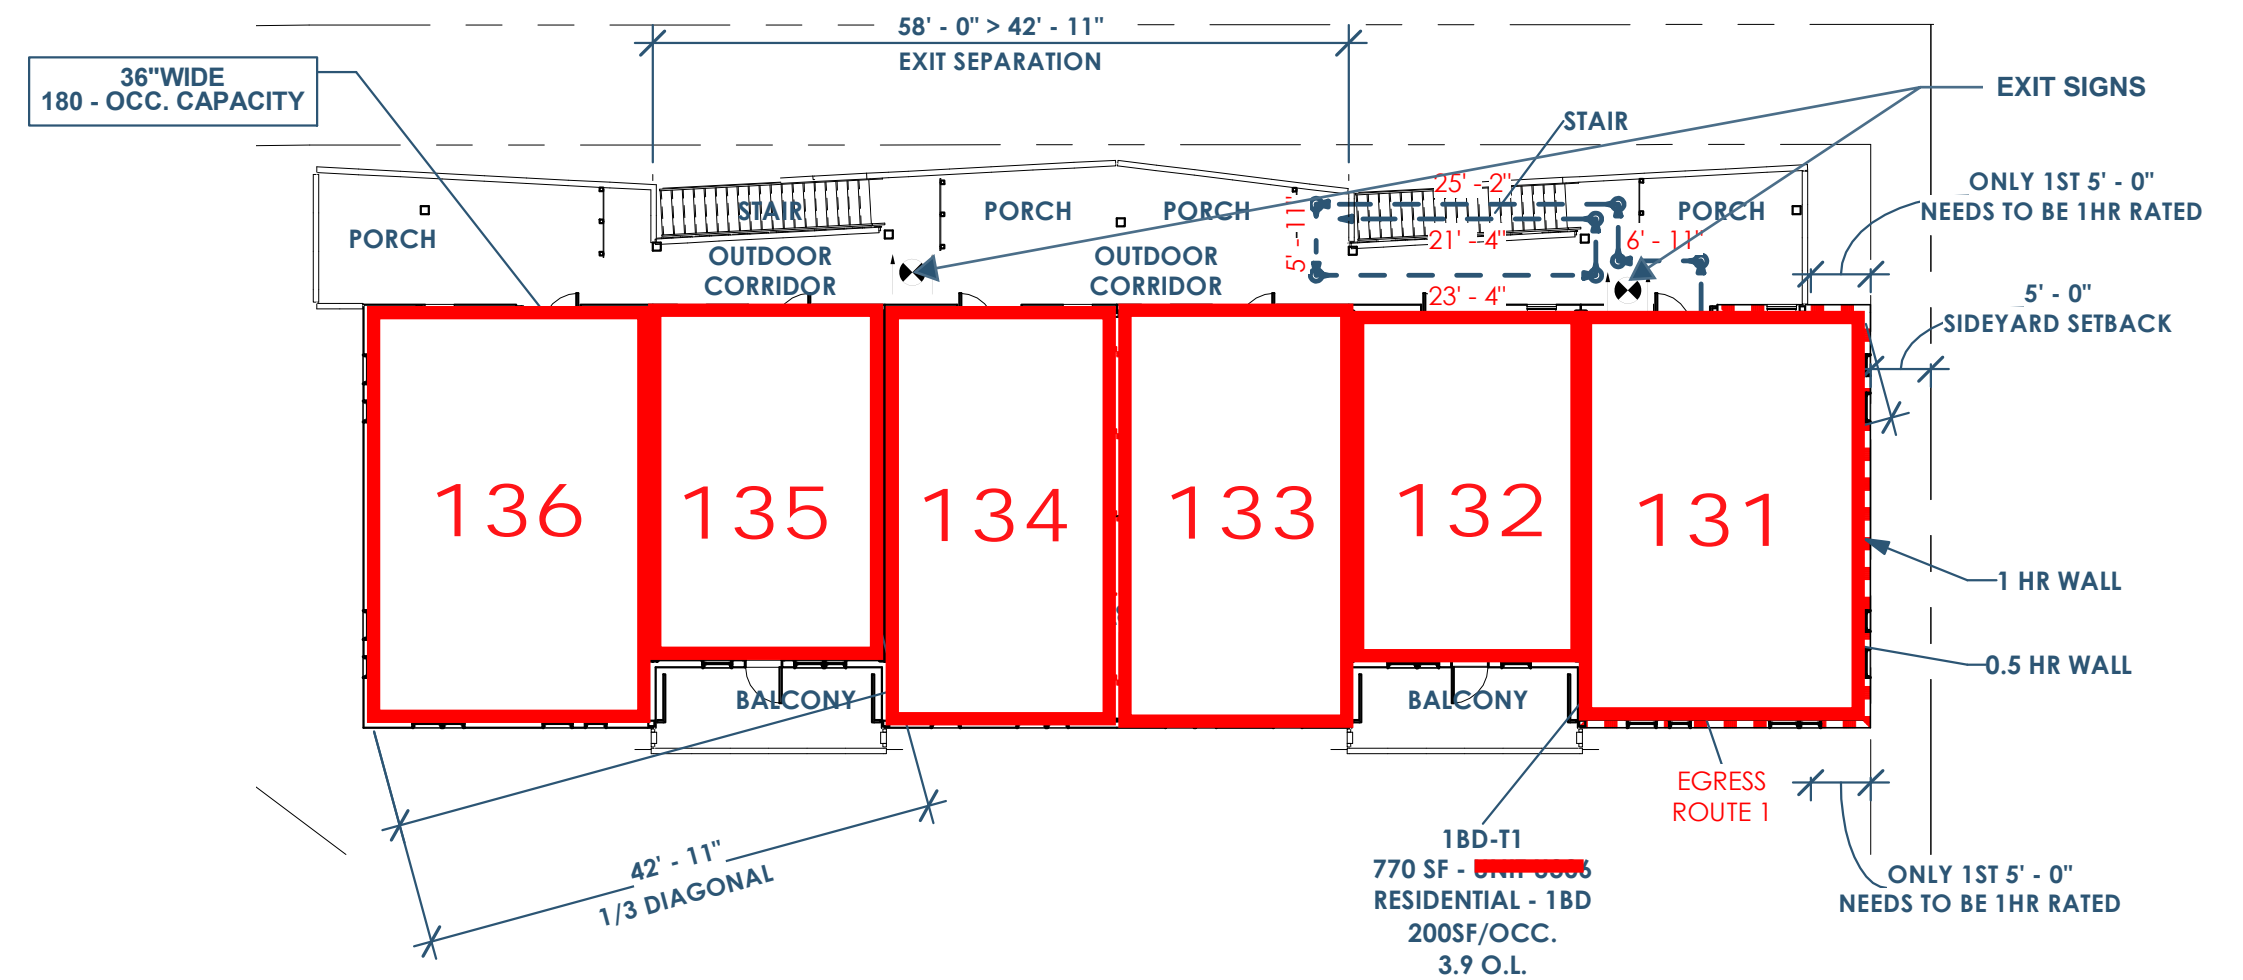 58' - 0" > 42' - 11"
EXIT SEPARATION
36"WIDE
180 - OCC. CAPACITY
EXIT SIGNS
STAIR
ONLY 1ST 5' - 0"
NEEDS TO BE 1HR RATED
25' - 2"
STAIR
PORCH
PORCH
PORCH
PORCH
5' - 11"
21' - 4"
6' - 11"
OUTDOOR
CORRIDOR
OUTDOOR
CORRIDOR
23' - 4"
5' - 0"
SIDEYARD SETBACK
136
135
134
133
132
131
1 HR WALL
0.5 HR WALL
BALCONY
BALCONY
EGRESS
ROUTE 1
42' - 11"
1/3 DIAGONAL
1BD-T1
770 SF -
RESIDENTIAL - 1BD
200SF/OCC.
3.9 O.L.
ONLY 1ST 5' - 0"
NEEDS TO BE 1HR RATED